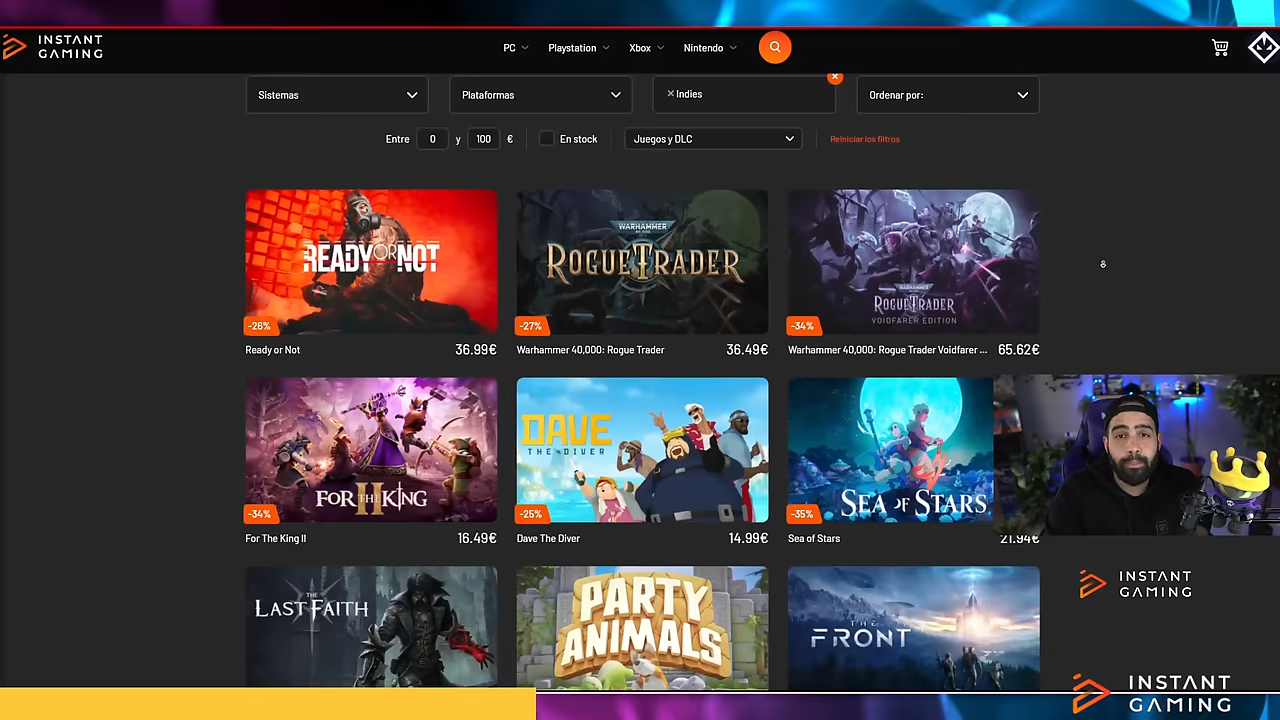 INSTANT
GAMING
PC
Playstation
Xbox
Nintendo
Sistemas
Plataformas
×Indies
Ordenar por:
Entre 0 y 100 €
En stock
Juegos y DLC
Reiniciar los filtros
READY OR NOT
WARHAMMER
ROGUE TRADER
WARHAMMER
ROGUE TRADER
VOIDFARER EDITION
-26%
-27%
-34%
Ready or Not
36.99€
Warhammer 40,000: Rogue Trader
36.49€
Warhammer 40,000: Rogue Trader Voidfarer ...
65.62€
FOR THE KING
II
DAVE
THE DIVER
SEA OF STARS
-34%
-25%
-35%
For The King II
16.49€
Dave The Diver
14.99€
Sea of Stars
21.94€
THE
LAST FAITH
PARTY
ANIMALS
THE
FRONT
INSTANT
GAMING
INSTANT
GAMING